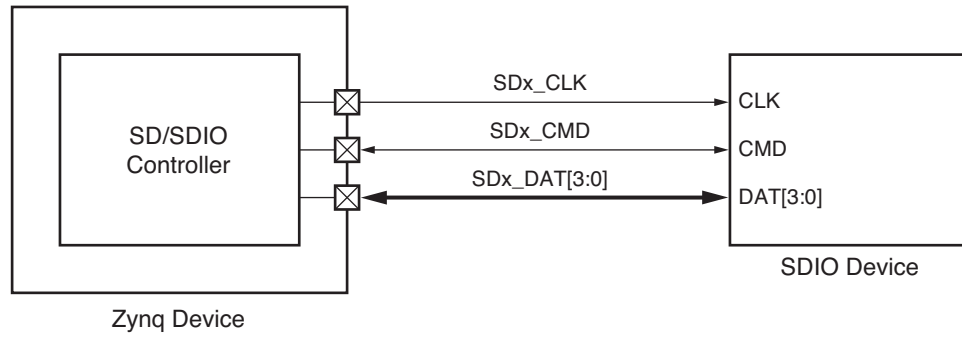 SDx_CLK
CLK
SD/SDIO
Controller
SDx_CMD
CMD
SDx_DAT[3:0]
DAT[3:0]
SDIO Device
Zynq Device